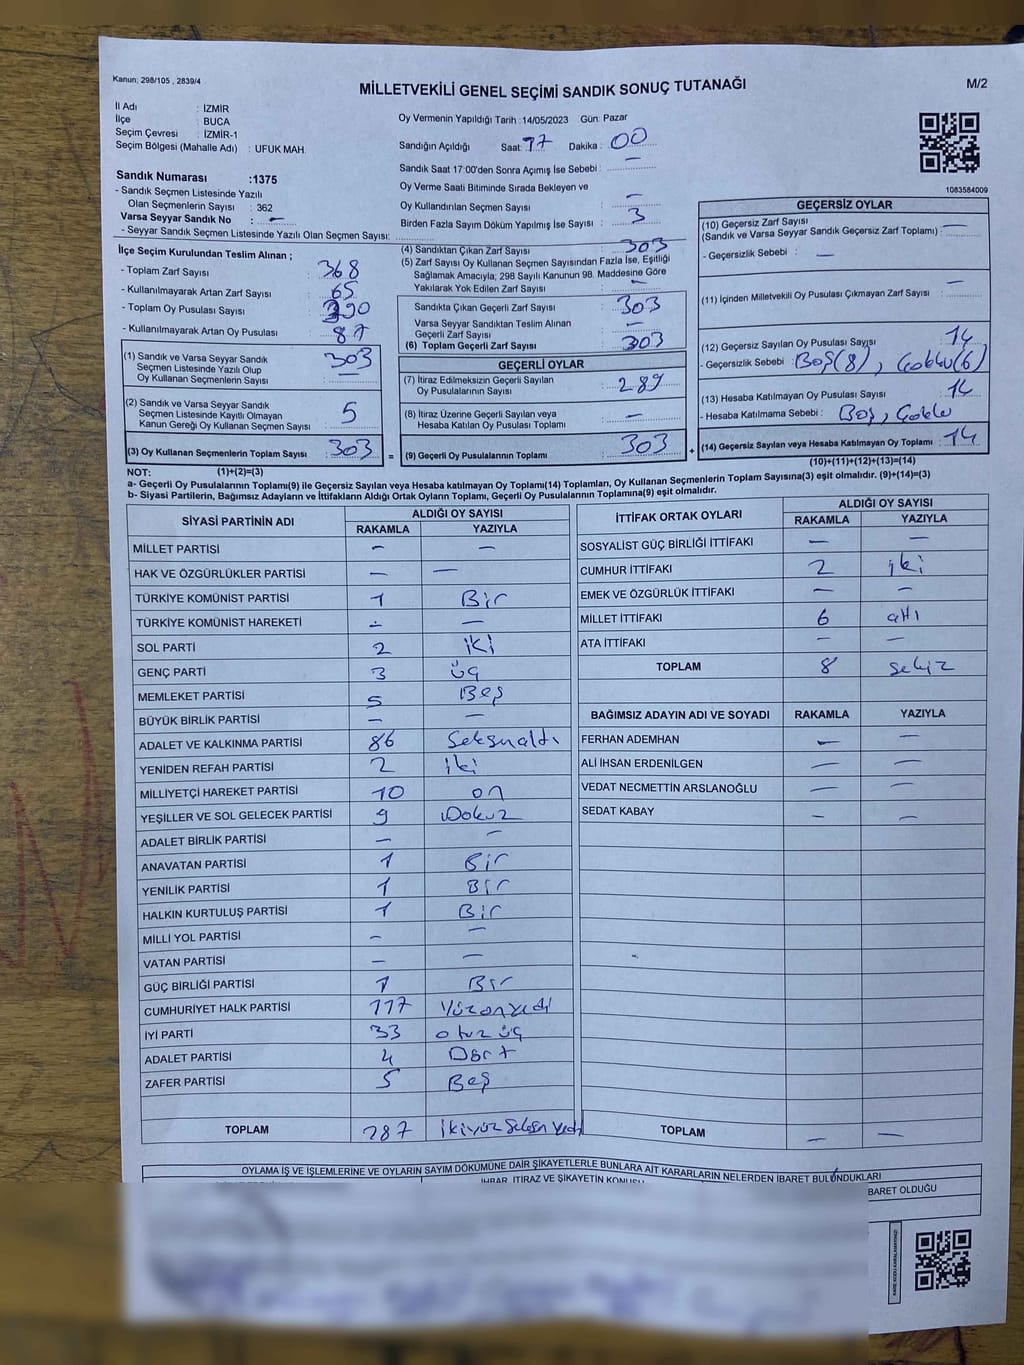 Kanun; 298/105 , 2839/4
MİLLETVEKİLİ GENEL SEÇİMİ SANDIK SONUÇ TUTANAĞI
M/2
İl Adı : İZMİR
İlçe : BUCA
Seçim Çevresi : İZMİR-1
Seçim Bölgesi (Mahalle Adı) : UFUK MAH.
Oy Vermenin Yapıldığı Tarih :14/05/2023 Gün: Pazar
Sandığın Açıldığı Saat: 17 Dakika : 00
Sandık Saat 17:00'den Sonra Açımış İse Sebebi : —
Oy Verme Saati Bitiminde Sırada Bekleyen ve
Oy Kullandırılan Seçmen Sayısı : —
Birden Fazla Sayım Döküm Yapılmış İse Sayısı : 3
Sandık Numarası :1375
- Sandık Seçmen Listesinde Yazılı
Olan Seçmenlerin Sayısı : 362
Varsa Seyyar Sandık No : —
- Seyyar Sandık Seçmen Listesinde Yazılı Olan Seçmen Sayısı:
1083584009
İlçe Seçim Kurulundan Teslim Alınan ;
- Toplam Zarf Sayısı : 368
- Kullanılmayarak Artan Zarf Sayısı : 65
- Toplam Oy Pusulası Sayısı : 390
- Kullanılmayarak Artan Oy Pusulası : 87
(1) Sandık ve Varsa Seyyar Sandık
Seçmen Listesinde Yazılı Olup
Oy Kullanan Seçmenlerin Sayısı : 303
(2) Sandık ve Varsa Seyyar Sandık
Seçmen Listesinde Kayıtlı Olmayan
Kanun Gereği Oy Kullanan Seçmen Sayısı : 5
(3) Oy Kullanan Seçmenlerin Toplam Sayısı : 303
(4) Sandıktan Çıkan Zarf Sayısı : 303
(5) Zarf Sayısı Oy Kullanan Seçmen Sayısından Fazla İse, Eşitliği
Sağlamak Amacıyla, 298 Sayılı Kanunun 98. Maddesine Göre
Yakılarak Yok Edilen Zarf Sayısı : —
Sandıkta Çıkan Geçerli Zarf Sayısı : 303
Varsa Seyyar Sandıktan Teslim Alınan
Geçerli Zarf Sayısı : —
(6) Toplam Geçerli Zarf Sayısı : 303
GEÇERLİ OYLAR
(7) İtiraz Edilmeksizin Geçerli Sayılan
Oy Pusulalarının Sayısı : 289
(8) İtiraz Üzerine Geçerli Sayılan veya
Hesaba Katılan Oy Pusulası Toplamı : —
= (9) Geçerli Oy Pusulalarının Toplamı : 303 +
GEÇERSİZ OYLAR
(10) Geçersiz Zarf Sayısı
(Sandık ve Varsa Seyyar Sandık Geçersiz Zarf Toplamı) : —
- Geçersizlik Sebebi : —
(11) İçinden Milletvekili Oy Pusulası Çıkmayan Zarf Sayısı : —
(12) Geçersiz Sayılan Oy Pusulası Sayısı : 14
- Geçersizlik Sebebi : Boş(8), Çoklu(6)
(13) Hesaba Katılmayan Oy Pusulası Sayısı : 14
- Hesaba Katılmama Sebebi : Boş, Çoklu
(14) Geçersiz Sayılan veya Hesaba Katılmayan Oy Toplamı : 14
NOT: (1)+(2)=(3)
(10)+(11)+(12)+(13)=(14)
a- Geçerli Oy Pusulalarının Toplamı(9) ile Geçersiz Sayılan veya Hesaba katılmayan Oy Toplamı(14) Toplamları, Oy Kullanan Seçmenlerin Toplam Sayısına(3) eşit olmalıdır. (9)+(14)=(3)
b- Siyasi Partilerin, Bağımsız Adayların ve İttifakların Aldığı Ortak Oyların Toplamı, Geçerli Oy Pusulalarının Toplamına(9) eşit olmalıdır.
SİYASİ PARTİNİN ADI ALDIĞI OY SAYISI
RAKAMLA YAZIYLA
MİLLET PARTİSİ — —
HAK VE ÖZGÜRLÜKLER PARTİSİ — —
TÜRKİYE KOMÜNİST PARTİSİ 1 Bir
TÜRKİYE KOMÜNİST HAREKETİ — —
SOL PARTİ 2 iki
GENÇ PARTİ 3 üç
MEMLEKET PARTİSİ 5 Beş
BÜYÜK BİRLİK PARTİSİ — —
ADALET VE KALKINMA PARTİSİ 86 Seksnaltı
YENİDEN REFAH PARTİSİ 2 iki
MİLLİYETÇİ HAREKET PARTİSİ 10 on
YEŞİLLER VE SOL GELECEK PARTİSİ 9 Dokuz
ADALET BİRLİK PARTİSİ — —
ANAVATAN PARTİSİ 1 Bir
YENİLİK PARTİSİ 1 Bir
HALKIN KURTULUŞ PARTİSİ 1 Bir
MİLLİ YOL PARTİSİ — —
VATAN PARTİSİ — —
GÜÇ BİRLİĞİ PARTİSİ 1 Bir
CUMHURİYET HALK PARTİSİ 117 Yüzonyedi
İYİ PARTİ 33 otuz üç
ADALET PARTİSİ 4 Dört
ZAFER PARTİSİ 5 Beş
TOPLAM 287 ikiyüz Seksen yedi
İTTİFAK ORTAK OYLARI ALDIĞI OY SAYISI
RAKAMLA YAZIYLA
SOSYALİST GÜÇ BİRLİĞİ İTTİFAKI — —
CUMHUR İTTİFAKI 2 iki
EMEK VE ÖZGÜRLÜK İTTİFAKI — —
MİLLET İTTİFAKI 6 altı
ATA İTTİFAKI — —
TOPLAM 8 sekiz
BAĞIMSIZ ADAYIN ADI VE SOYADI RAKAMLA YAZIYLA
FERHAN ADEMHAN — —
ALİ İHSAN ERDENİLGEN — —
VEDAT NECMETTİN ARSLANOĞLU — —
SEDAT KABAY — —
TOPLAM — —
OYLAMA İŞ VE İŞLEMLERİNE VE OYLARIN SAYIM DÖKÜMÜNE DAİR ŞİKAYETLERLE BUNLARA AİT KARARLARIN NELERDEN İBARET BULUNDUKLARI
İHBAR, İTİRAZ VE ŞİKAYETİN KONUSU
BARET OLDUĞU